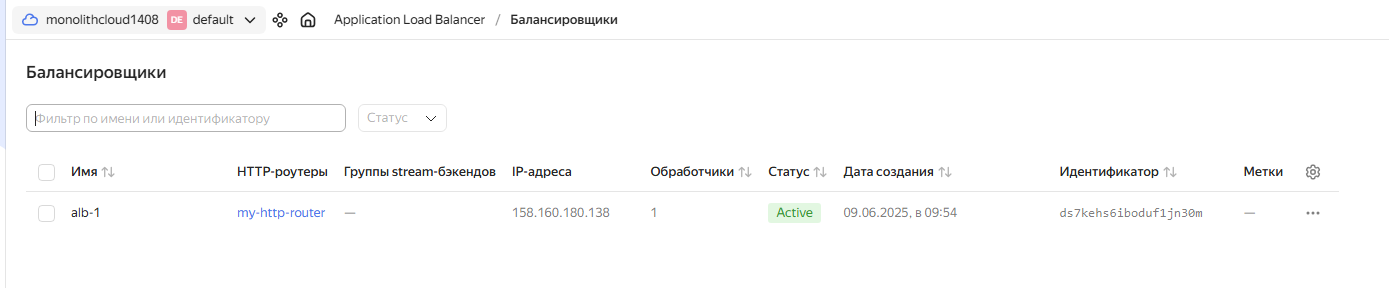 monolithcloud1408 DE default Application Load Balancer / Балансировщики
Балансировщики
Фильтр по имени или идентификатору Статус
Имя HTTP-роутеры Группы stream-бэкендов IP-адреса Обработчики Статус Дата создания Идентификатор Метки
alb-1 my-http-router — 158.160.180.138 1 Active 09.06.2025, в 09:54 ds7kehs6iboduf1jn30m — ...